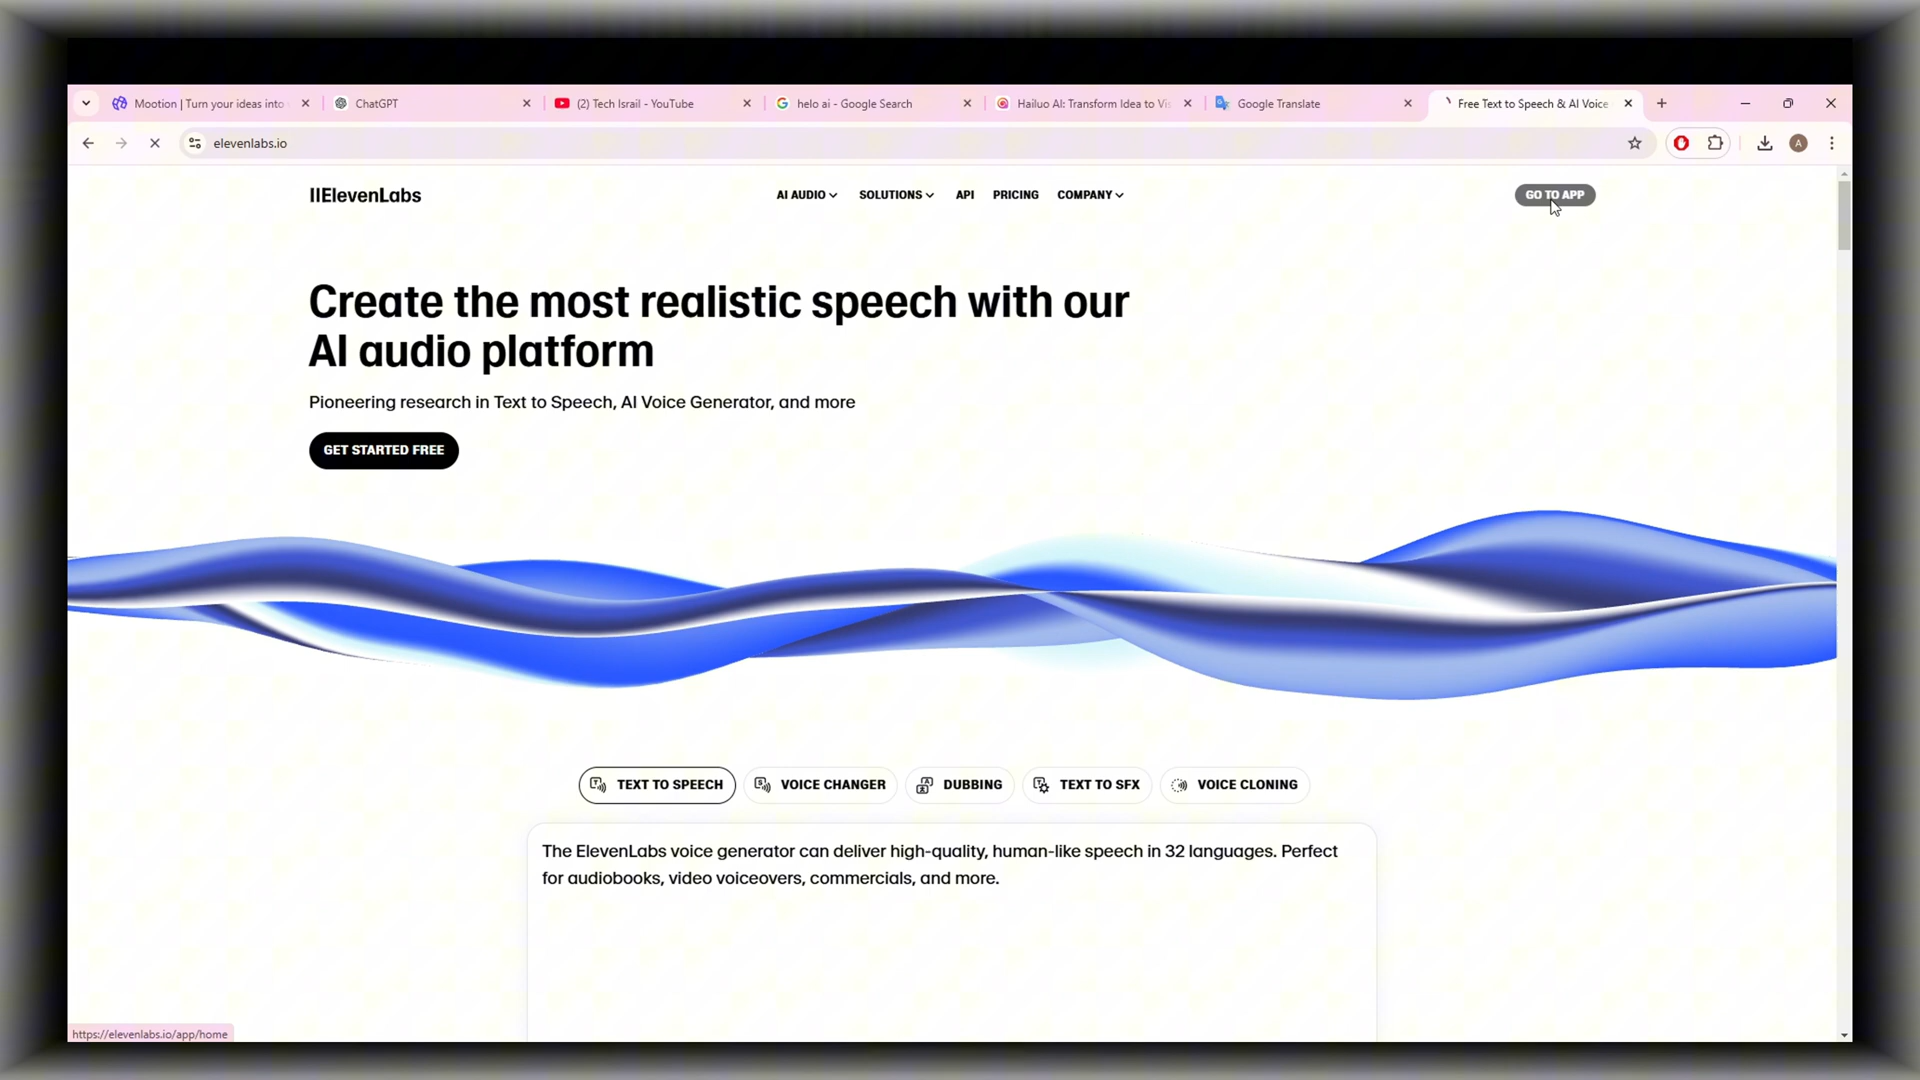 Mootion | Turn your ideas into
ChatGPT
(2) Tech Israil - YouTube
helo ai - Google Search
Hailuo AI: Transform Idea to Vis
Google Translate
Free Text to Speech & AI Voice
elevenlabs.io
A
IIElevenLabs
AI AUDIO
SOLUTIONS
API
PRICING
COMPANY
GO TO APP
Create the most realistic speech with our
AI audio platform
Pioneering research in Text to Speech, AI Voice Generator, and more
GET STARTED FREE
TEXT TO SPEECH
VOICE CHANGER
DUBBING
TEXT TO SFX
VOICE CLONING
The ElevenLabs voice generator can deliver high-quality, human-like speech in 32 languages. Perfect
for audiobooks, video voiceovers, commercials, and more.
https://elevenlabs.io/app/home